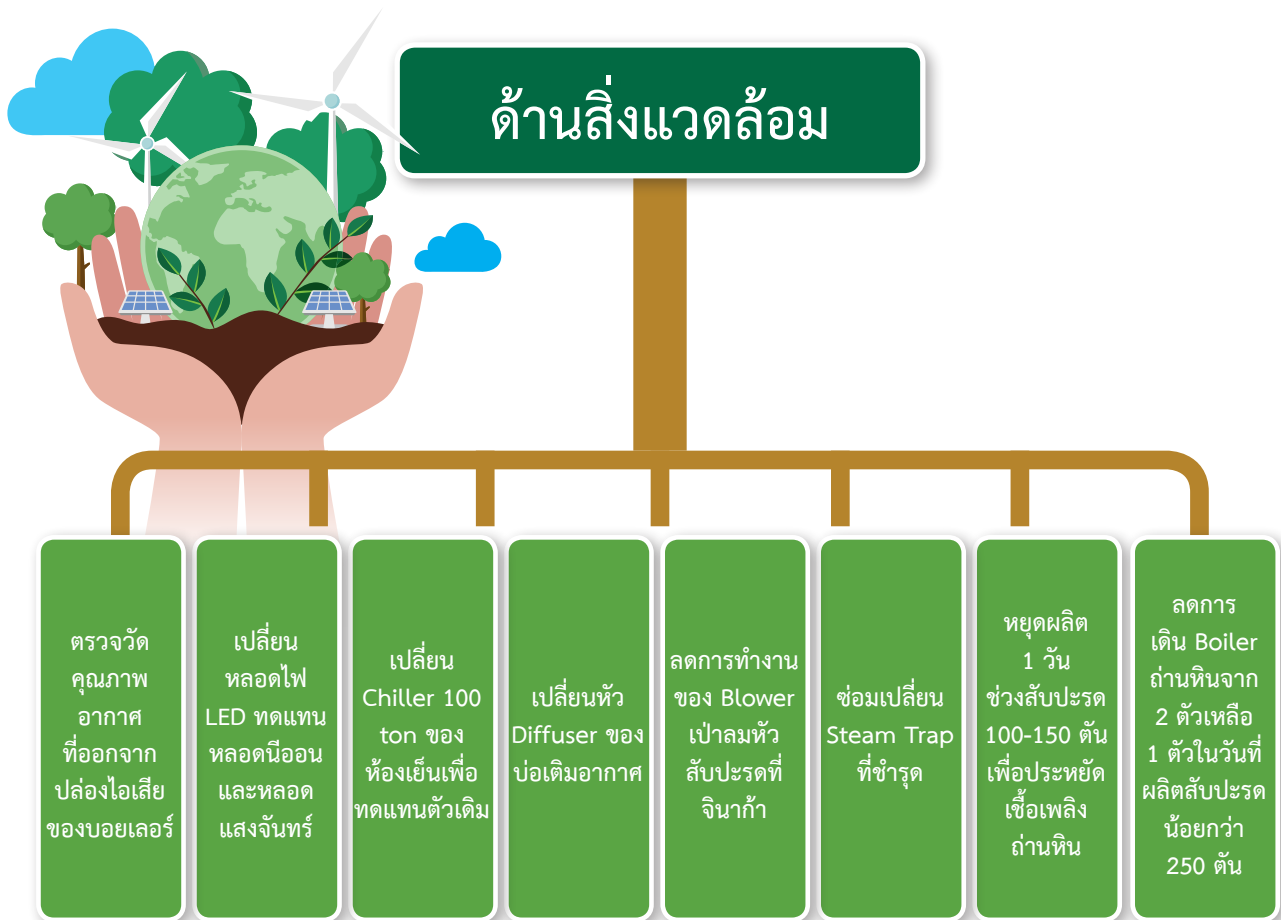 ด้านสิ่งแวดล้อม
ตรวจวัด
คุณภาพ
อากาศ
ที่ออกจาก
ปล่องไอเสีย
ของบอยเลอร์
เปลี่ยน
หลอดไฟ
LED ทดแทน
หลอดนีออน
และหลอด
แสงจันทร์
เปลี่ยน
Chiller 100
ton ของ
ห้องเย็นเพื่อ
ทดแทนตัวเดิม
เปลี่ยนหัว
Diffuser ของ
บ่อเติมอากาศ
ลดการทำงาน
ของ Blower
เป่าลมหัว
สับปะรดที่
จินาก้า
ซ่อมเปลี่ยน
Steam Trap
ที่ชำรุด
หยุดผลิต
1 วัน
ช่วงสับปะรด
100-150 ตัน
เพื่อประหยัด
เชื้อเพลิง
ถ่านหิน
ลดการ
เดิน Boiler
ถ่านหินจาก
2 ตัวเหลือ
1 ตัวในวันที่
ผลิตสับปะรด
น้อยกว่า
250 ตัน